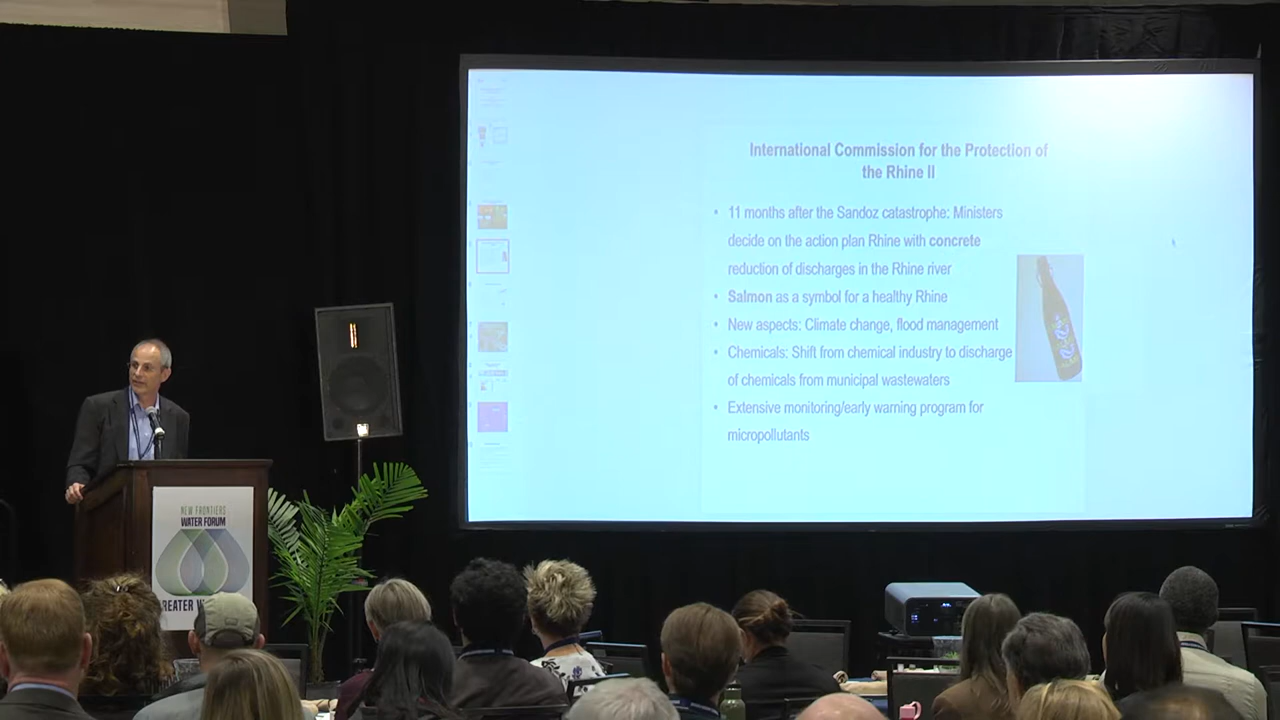 International Commission for the Protection of
the Rhine II
• 11 months after the Sandoz catastrophe: Ministers
decide on the action plan Rhine with concrete
reduction of discharges in the Rhine river
• Salmon as a symbol for a healthy Rhine
• New aspects: Climate change, flood management
• Chemicals: Shift from chemical industry to discharge
of chemicals from municipal wastewaters
• Extensive monitoring/early warning program for
micropollutants
NEW FRONTIERS
WATER FORUM